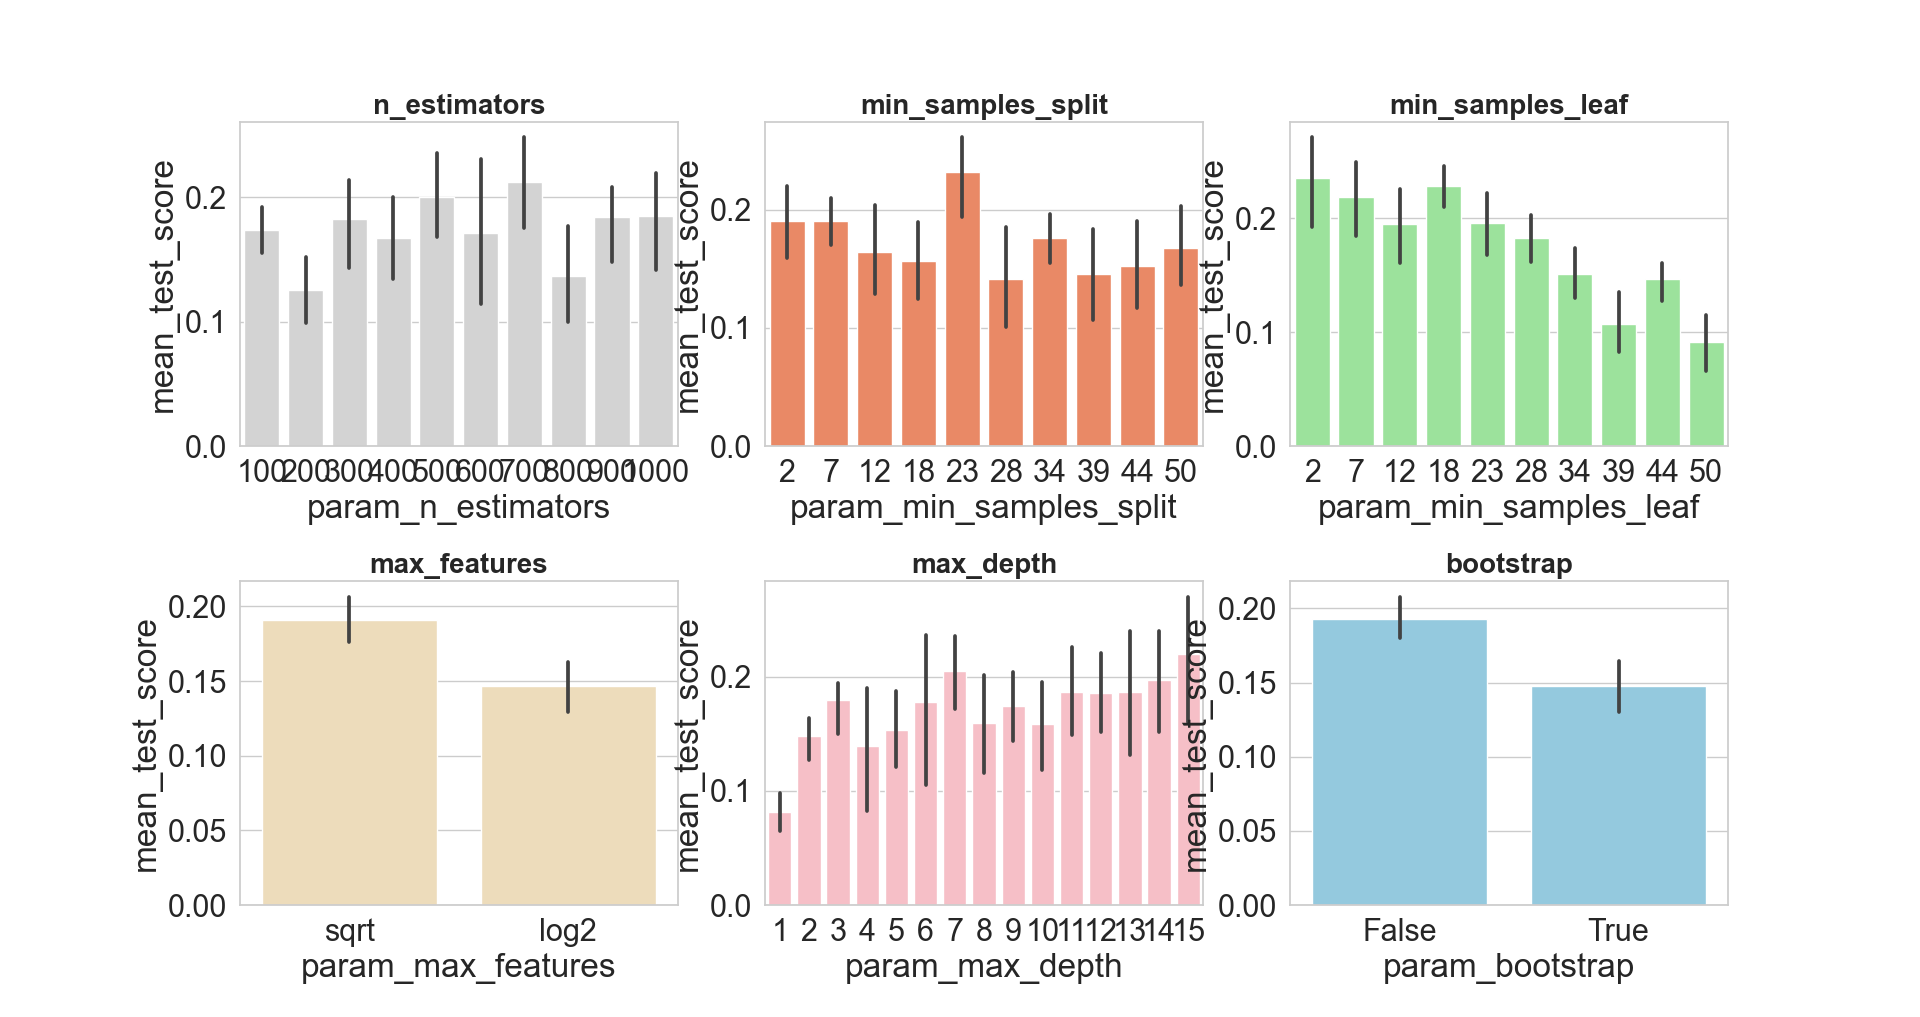 n_estimators
mean_test_score
0.2
0.1
0.0
100 200 300 400 500 600 700 800 900 1000
param_n_estimators
min_samples_split
mean_test_score
0.2
0.1
0.0
2 7 12 18 23 28 34 39 44 50
param_min_samples_split
min_samples_leaf
mean_test_score
0.2
0.1
0.0
2 7 12 18 23 28 34 39 44 50
param_min_samples_leaf
max_features
mean_test_score
0.20
0.15
0.10
0.05
0.00
sqrt log2
param_max_features
max_depth
mean_test_score
0.2
0.1
0.0
1 2 3 4 5 6 7 8 9 10 11 12 13 14 15
param_max_depth
bootstrap
mean_test_score
0.20
0.15
0.10
0.05
0.00
False True
param_bootstrap